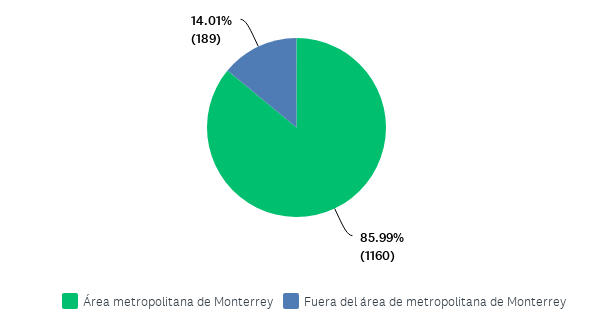 14.01%
(189)
85.99%
(1160)
Área metropolitana de Monterrey
Fuera del área de metropolitana de Monterrey